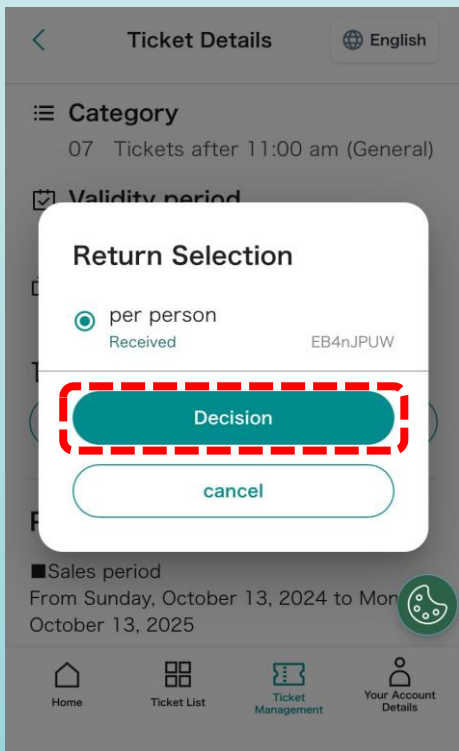 Ticket Details
English
Category
07 Tickets after 11:00 am (General)
Validity period
Return Selection
per person
Received EB4nJPUW
Decision
cancel
■Sales period
From Sunday, October 13, 2024 to Mon
October 13, 2025
Home
Ticket List
Ticket
Management
Your Account
Details